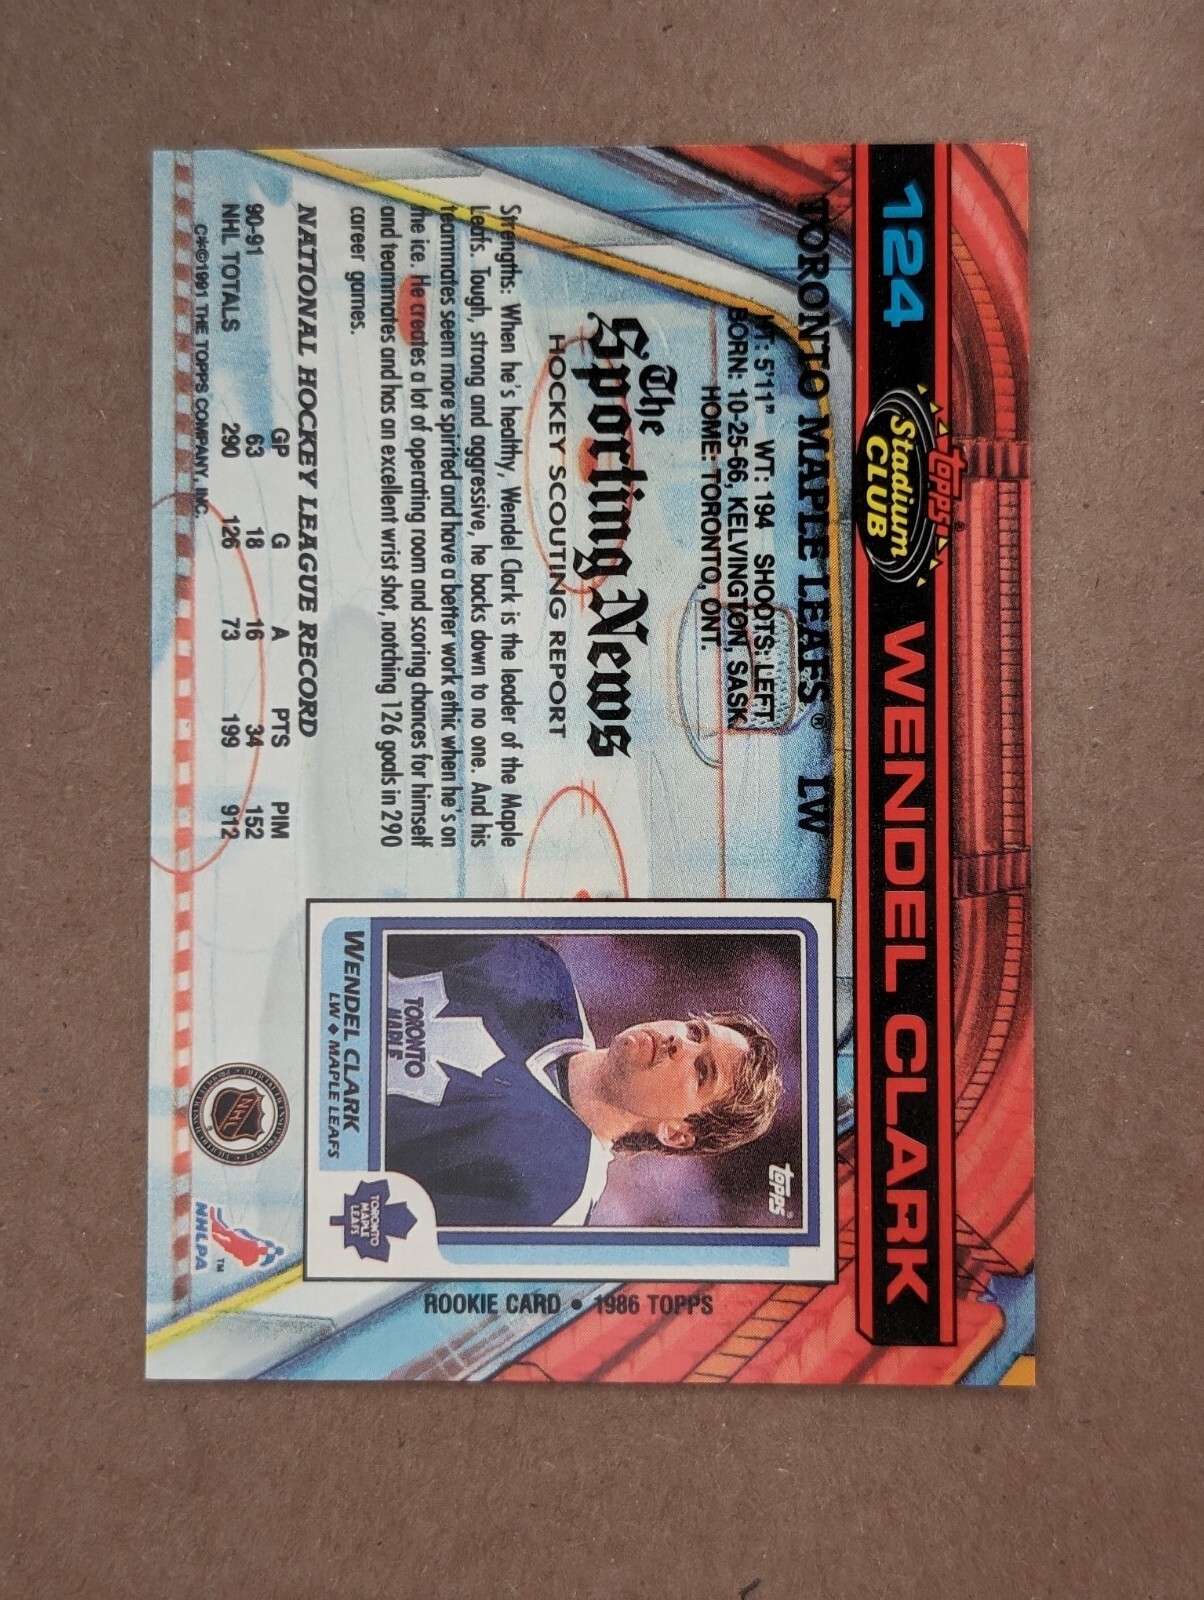 124 Topps® Stadium CLUB WENDEL CLARK
TORONTO MAPLE LEAFS® LW
HT: 5'11" WT: 194 SHOOTS: LEFT
BORN: 10-25-66, KELVINGTON, SASK.
HOME: TORONTO, ONT.
The
Sporting News
HOCKEY SCOUTING REPORT
Strengths: When he's healthy, Wendel Clark is the leader of the Maple
Leafs. Tough, strong and aggressive, he backs down to no one. And his
teammates seem more spirited and have a better work ethic when he's on
the ice. He creates a lot of operating room and scoring chances for himself
and teammates and has an excellent wrist shot, notching 126 goals in 290
career games.
NATIONAL HOCKEY LEAGUE RECORD
GP G A PTS PIM
90-91 63 18 16 34 152
NHL TOTALS 290 126 73 199 912
C*©1991 THE TOPPS COMPANY, INC.
topps®
TORONTO
MAPLE
WENDEL CLARK
LW ◆ MAPLE LEAFS
TORONTO
MAPLE
LEAFS
ROOKIE CARD • 1986 TOPPS
NHL
NHLPA™